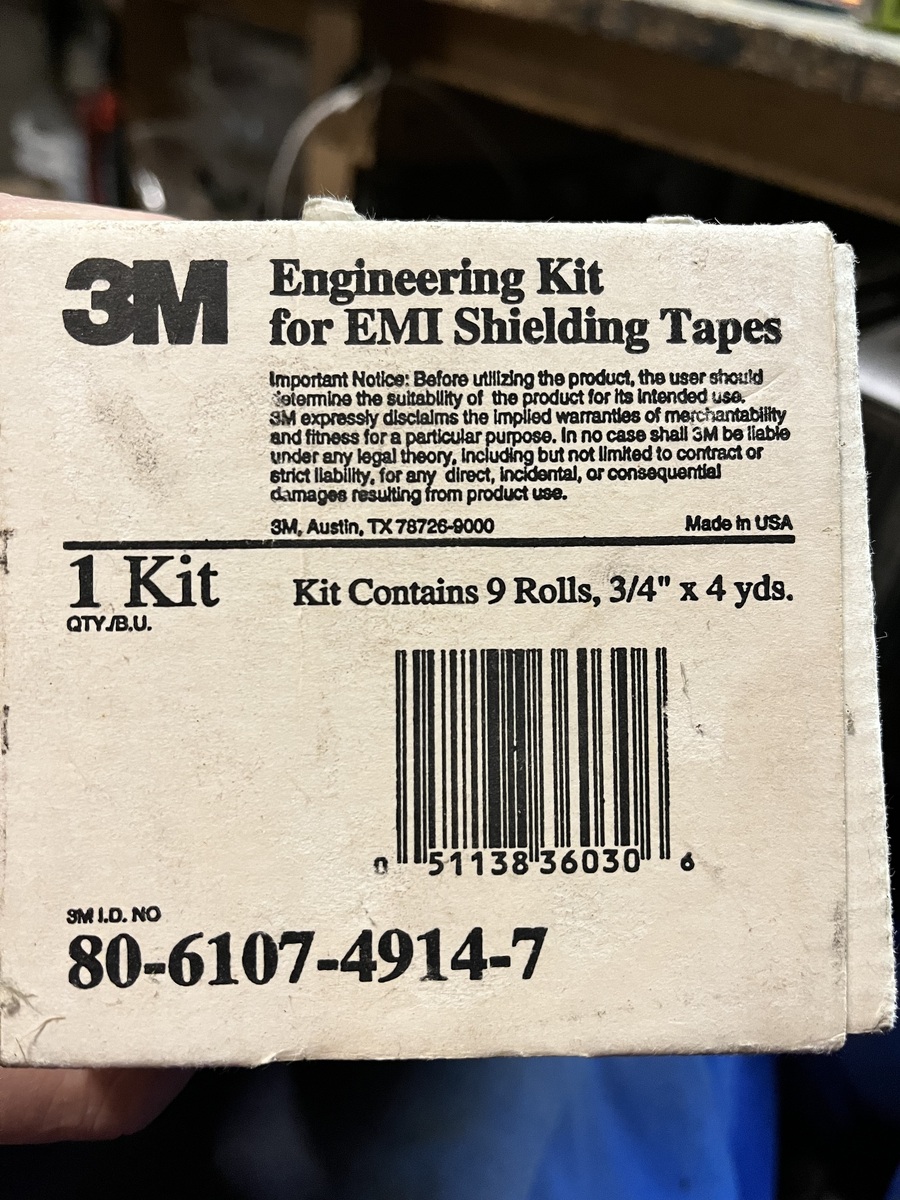 3M
Engineering Kit
for EMI Shielding Tapes
Important Notice: Before utilizing the product, the user should
determine the suitability of the product for its intended use.
3M expressly disclaims the implied warranties of merchantability
and fitness for a particular purpose. In no case shall 3M be liable
under any legal theory, including but not limited to contract or
strict liability, for any direct, incidental, or consequential
damages resulting from product use.
3M, Austin, TX 78726-9000 Made in USA
1 Kit
QTY./B.U.
Kit Contains 9 Rolls, 3/4" x 4 yds.
0 51138 36030 6
3M I.D. NO
80-6107-4914-7